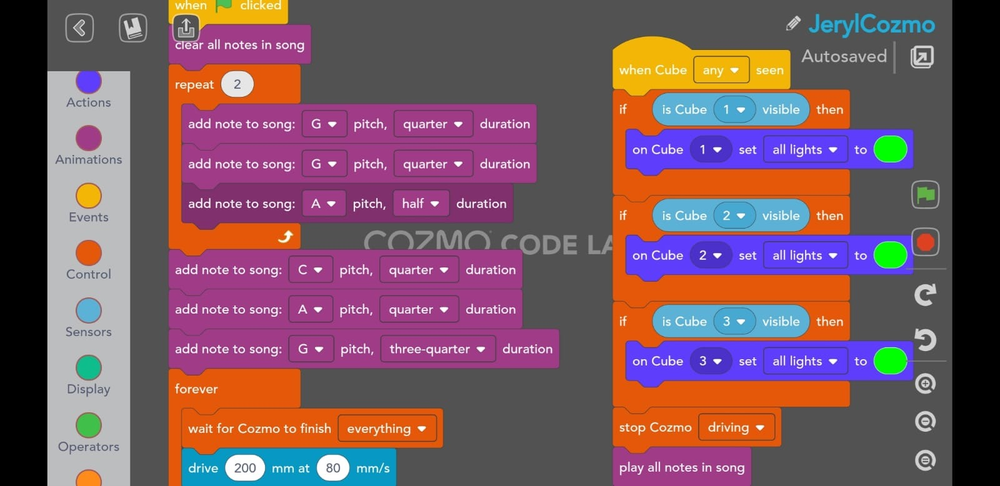 when clicked
clear all notes in song
repeat 2
add note to song: G pitch, quarter duration
add note to song: G pitch, quarter duration
add note to song: A pitch, half duration
add note to song: C pitch, quarter duration
add note to song: A pitch, quarter duration
add note to song: G pitch, three-quarter duration
forever
wait for Cozmo to finish everything
drive 200 mm at 80 mm/s
Actions
Animations
Events
Control
Sensors
Display
Operators
COZMO CODE LA
JerylCozmo
Autosaved
when Cube any seen
if is Cube 1 visible then
on Cube 1 set all lights to
if is Cube 2 visible then
on Cube 2 set all lights to
if is Cube 3 visible then
on Cube 3 set all lights to
stop Cozmo driving
play all notes in song